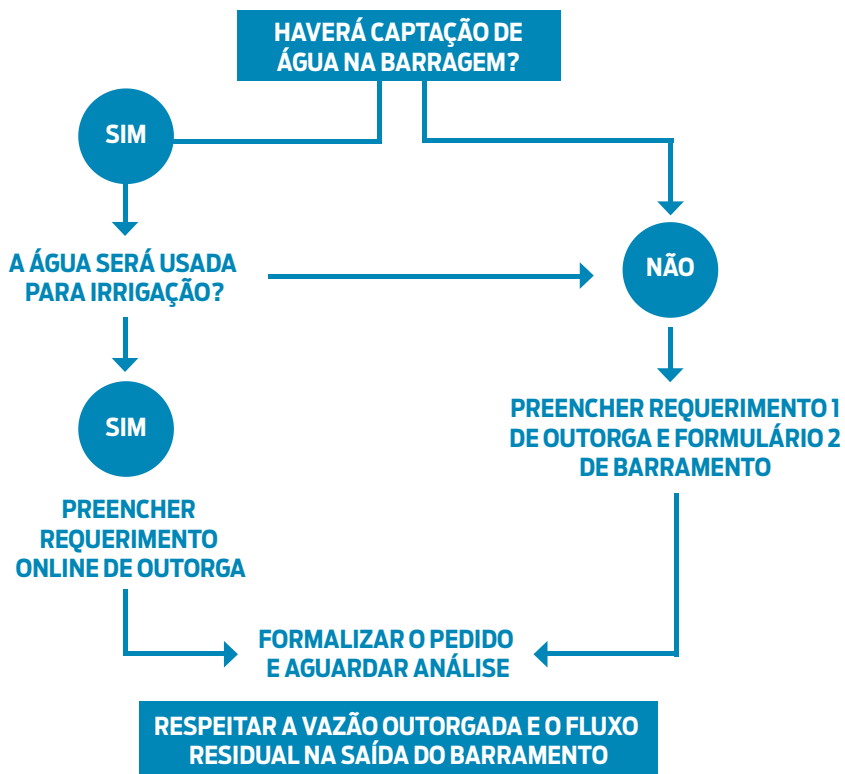 HAVERÁ CAPTAÇÃO DE
ÁGUA NA BARRAGEM?
SIM
A ÁGUA SERÁ USADA
PARA IRRIGAÇÃO?
NÃO
SIM
PREENCHER REQUERIMENTO 1
DE OUTORGA E FORMULÁRIO 2
DE BARRAMENTO
PREENCHER
REQUERIMENTO
ONLINE DE OUTORGA
FORMALIZAR O PEDIDO
E AGUARDAR ANÁLISE
RESPEITAR A VAZÃO OUTORGADA E O FLUXO
RESIDUAL NA SAÍDA DO BARRAMENTO